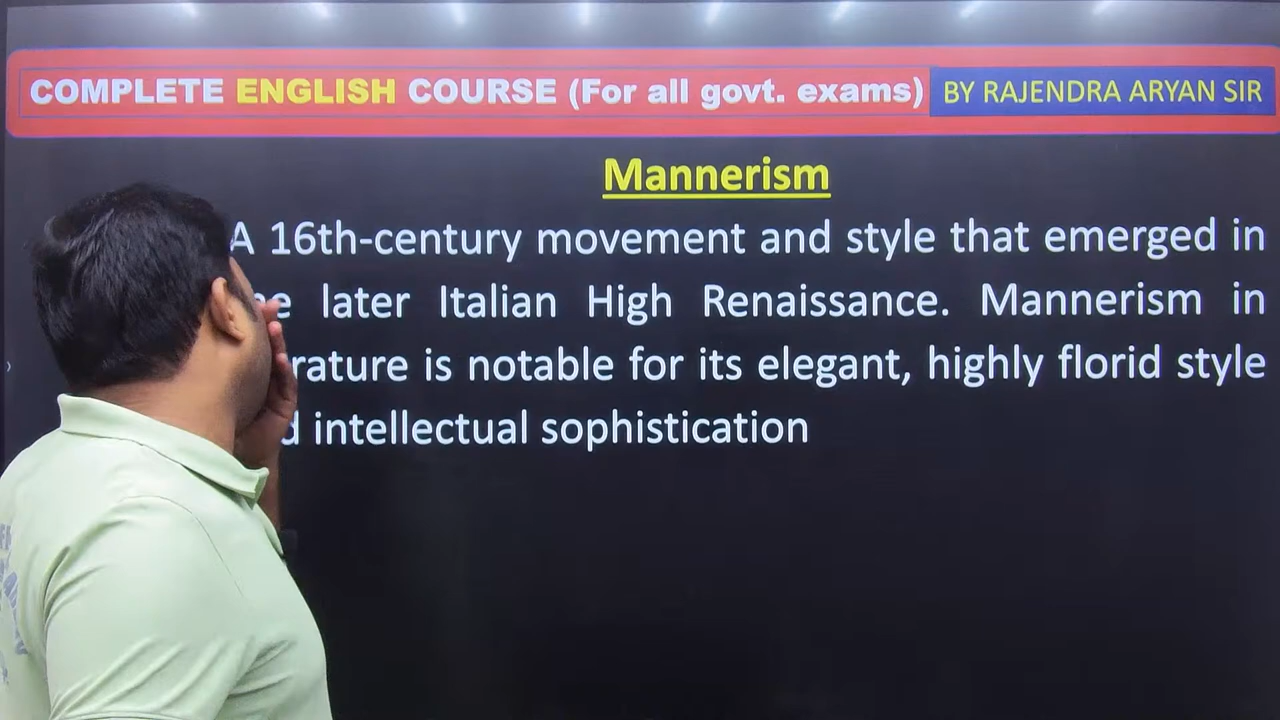 COMPLETE ENGLISH COURSE (For all govt. exams) BY RAJENDRA ARYAN SIR
Mannerism
A 16th-century movement and style that emerged in
later Italian High Renaissance. Mannerism in
is notable for its elegant, highly florid style
intellectual sophistication